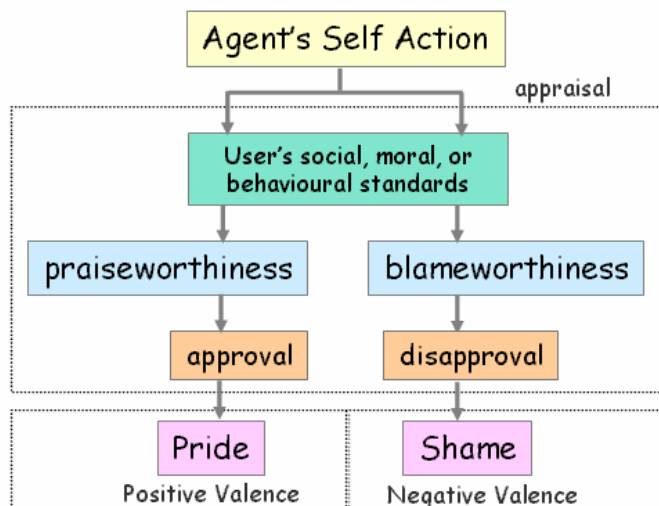 Agent's Self Action
appraisal
User's social, moral, or
behavioural standards
praiseworthiness
blameworthiness
approval
disapproval
Pride
Shame
Positive Valence
Negative Valence